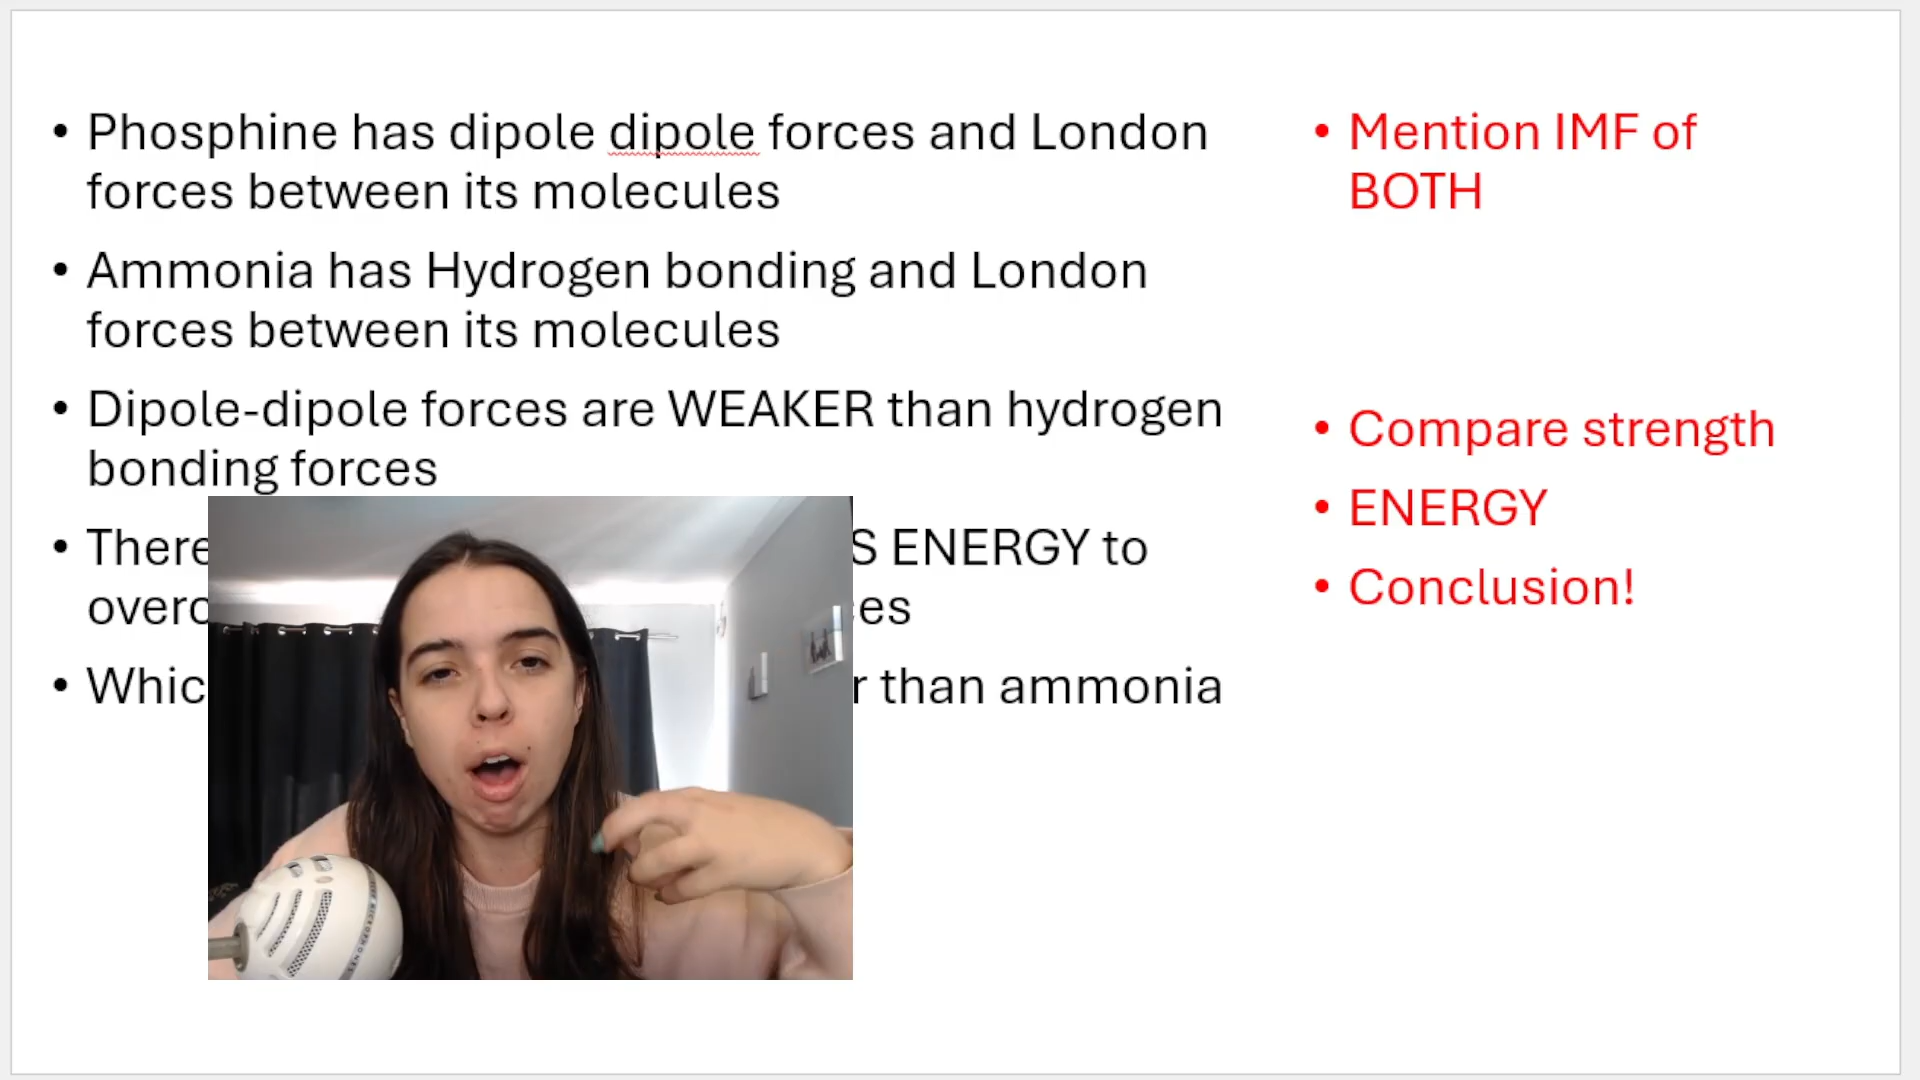 • Phosphine has dipole dipole forces and London
forces between its molecules
• Ammonia has Hydrogen bonding and London
forces between its molecules
• Dipole-dipole forces are WEAKER than hydrogen
bonding forces
• There S ENERGY to
overc es
• Whic r than ammonia
• Mention IMF of
BOTH
• Compare strength
• ENERGY
• Conclusion!